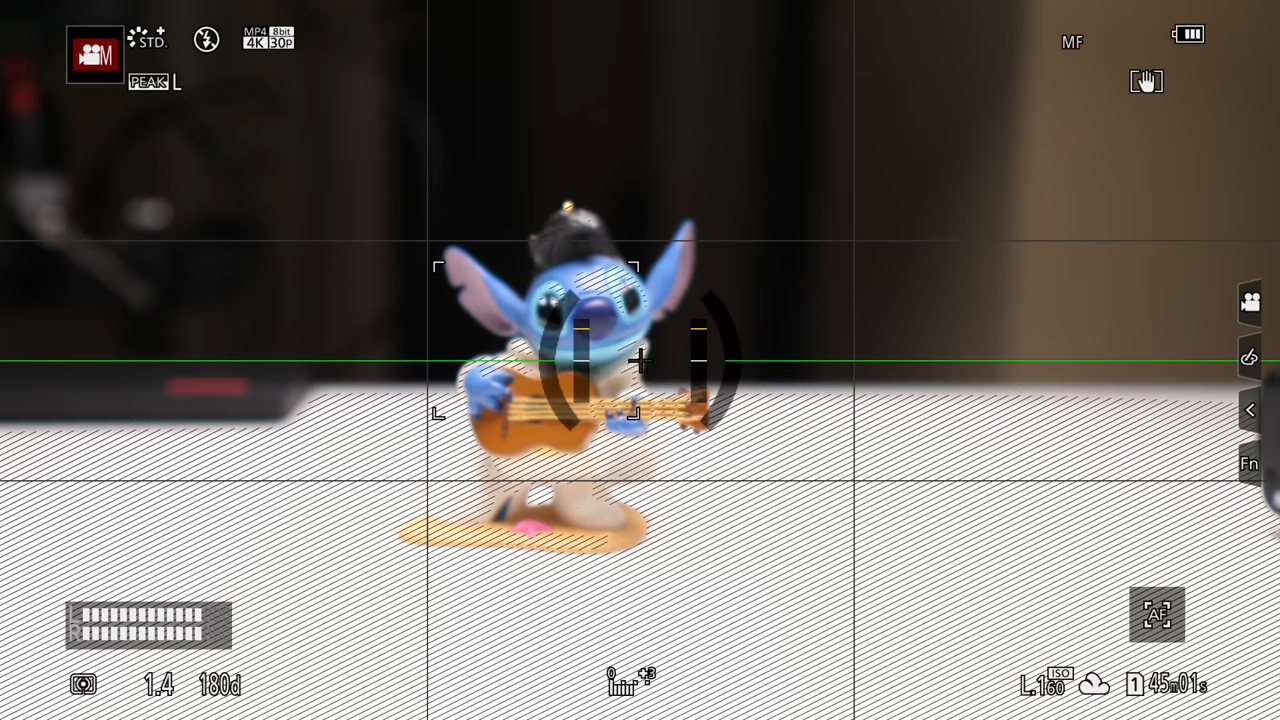 M
STD.
MP4 8bit
4K 30p
PEAK L
MF
Fn
L
R
AF
1.4
180d
0 +3
L.160
ISO
1 45m01s